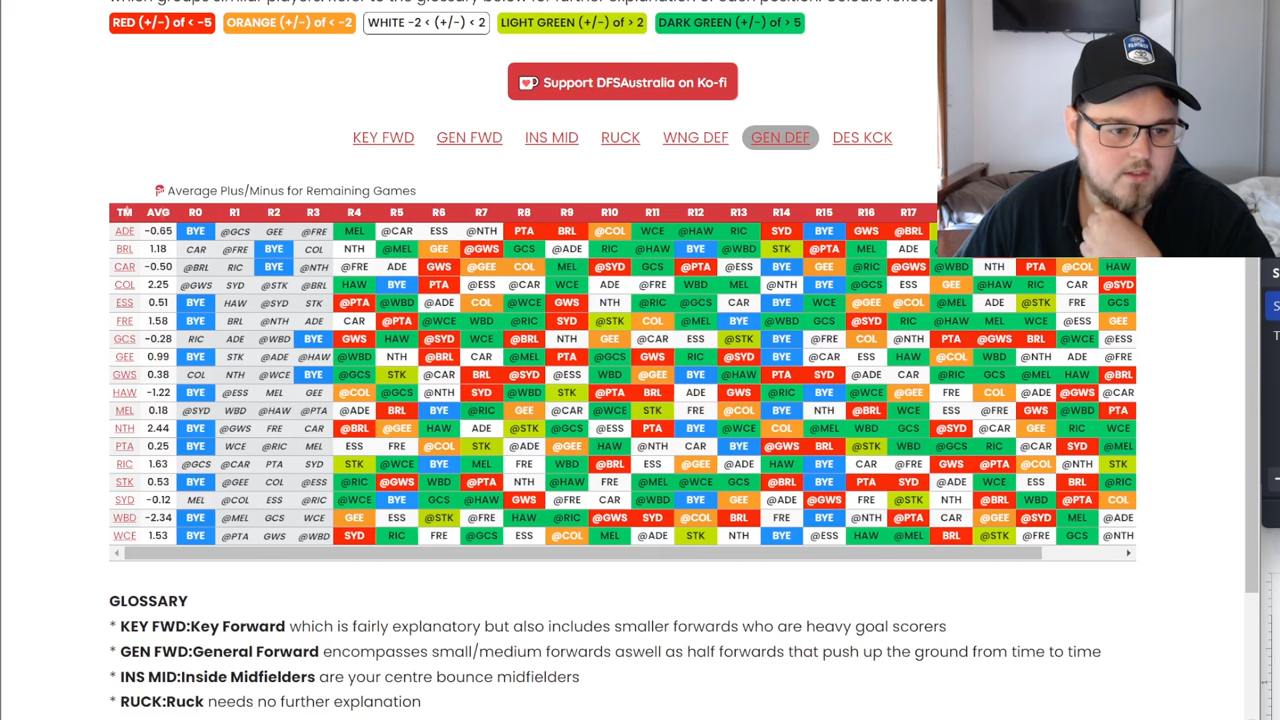 RED (+/-) of < -5 ORANGE (+/-) of < -2 WHITE -2 < (+/-) < 2 LIGHT GREEN (+/-) of > 2 DARK GREEN (+/-) of > 5
Support DFSAustralia on Ko-fi
KEY FWD GEN FWD INS MID RUCK WNG DEF GEN DEF DES KCK
Average Plus/Minus for Remaining Games
TM AVG R0 R1 R2 R3 R4 R5 R6 R7 R8 R9 R10 R11 R12 R13 R14 R15 R16 R17
ADE -0.65 BYE @GCS GEE @FRE MEL @CAR ESS @NTH PTA BRL @COL WCE @HAW RIC SYD BYE GWS @BRL
BRL 1.18 CAR @FRE BYE COL NTH @MEL GEE @GWS GCS @ADE RIC @HAW BYE @WBD STK @PTA MEL ADE
CAR -0.50 @BRL RIC BYE @NTH @FRE ADE GWS @GEE COL MEL @SYD GCS @PTA @ESS BYE GEE @RIC @GWS @WBD NTH PTA @COL HAW
COL 2.25 @GWS SYD @STK @BRL HAW BYE PTA @ESS @CAR WCE ADE @FRE WBD MEL @NTH BYE @GCS ESS GEE @HAW RIC CAR @SYD
ESS 0.51 BYE HAW @SYD STK @PTA @WBD ADE COL @WCE GWS NTH @RIC @GCS CAR BYE WCE @GEE @COL @MEL ADE @STK FRE GCS
FRE 1.58 BYE BRL @NTH ADE CAR @PTA @WCE WBD @RIC SYD @STK COL @MEL BYE @WBD GCS @SYD RIC @HAW MEL WCE @ESS GEE
GCS -0.28 RIC ADE @WBD BYE GWS HAW @SYD WCE @BRL NTH GEE @CAR ESS @STK BYE @FRE COL @NTH PTA @GWS BRL WCE @ESS
GEE 0.99 BYE STK @ADE @HAW @WBD NTH @BRL CAR @MEL PTA @GCS GWS RIC @SYD BYE @CAR ESS HAW @COL WBD @NTH ADE @FRE
GWS 0.38 COL NTH @WCE BYE @GCS STK @CAR BRL @SYD @ESS WBD @GEE BYE @HAW PTA SYD @ADE CAR @RIC GCS @MEL HAW @BRL
HAW -1.22 BYE @ESS MEL GEE @COL @GCS @NTH SYD @WBD STK @PTA BRL ADE GWS @RIC BYE @WCE @GEE FRE COL @ADE @GWS @CAR
MEL 0.18 @SYD WBD @HAW @PTA @ADE BRL BYE @RIC GEE @CAR @WCE STK FRE @COL BYE NTH @BRL WCE ESS @FRE GWS @WBD PTA
NTH 2.44 BYE @GWS FRE CAR @BRL @GEE HAW ADE @STK @GCS @ESS PTA BYE @WCE COL @MEL WBD GCS @SYD @CAR GEE RIC WCE
PTA 0.25 BYE WCE @RIC MEL ESS FRE @COL STK @ADE @GEE HAW @NTH CAR BYE @GWS BRL @STK WBD @GCS RIC @CAR SYD @MEL
RIC 1.63 @GCS @CAR PTA SYD STK @WCE BYE MEL FRE WBD @BRL ESS @GEE @ADE HAW BYE CAR @FRE GWS @PTA @COL @NTH STK
STK 0.53 BYE @GEE COL @ESS @RIC @GWS WBD @PTA NTH @HAW FRE @MEL @WCE GCS @BRL BYE PTA SYD @ADE WCE ESS BRL @RIC
SYD -0.12 MEL @COL ESS @RIC @WCE BYE GCS @HAW GWS @FRE CAR @WBD BYE GEE @ADE @GWS FRE @STK NTH @BRL WBD @PTA COL
WBD -2.34 BYE @MEL GCS WCE GEE ESS @STK @FRE HAW @RIC @GWS SYD @COL BRL FRE BYE @NTH @PTA CAR @GEE @SYD MEL @ADE
WCE 1.53 BYE @PTA GWS @WBD SYD RIC FRE @GCS ESS @COL MEL @ADE STK NTH BYE @ESS HAW @MEL BRL @STK @FRE GCS @NTH
GLOSSARY
* KEY FWD:Key Forward which is fairly explanatory but also includes smaller forwards who are heavy goal scorers
* GEN FWD:General Forward encompasses small/medium forwards aswell as half forwards that push up the ground from time to time
* INS MID:Inside Midfielders are your centre bounce midfielders
* RUCK:Ruck needs no further explanation